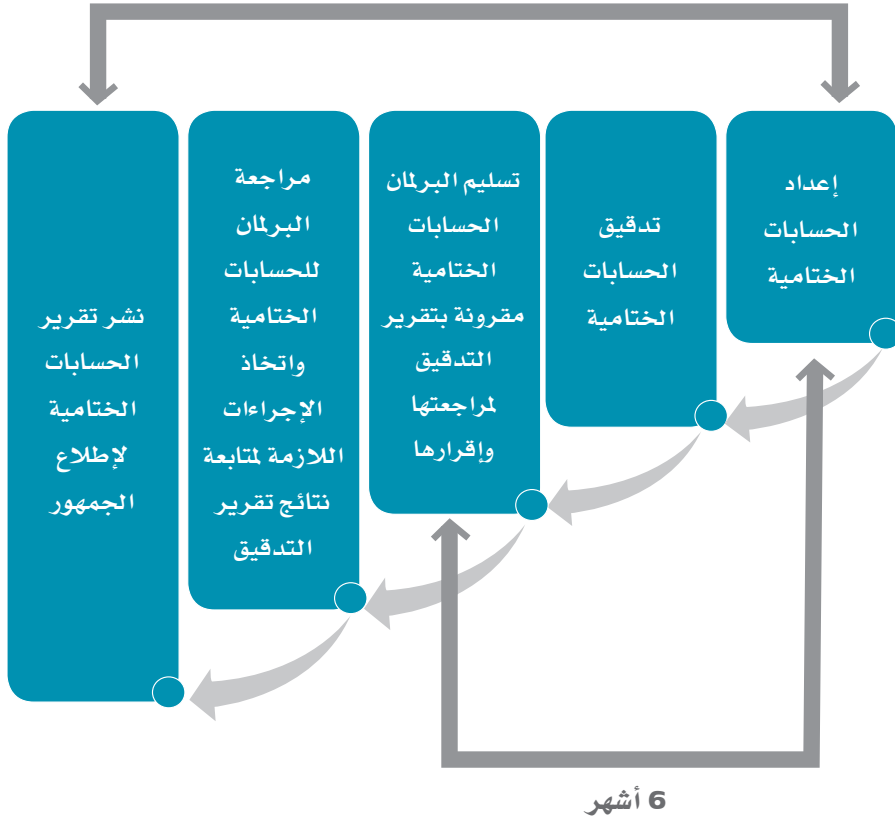 إعداد
الحسابات
الختامية
تدقيق
الحسابات
الختامية
تسليم البرلمان
الحسابات
الختامية
مقرونة بتقرير
التدقيق
لمراجعتها
وإقرارها
مراجعة
البرلمان
للحسابات
الختامية
واتخاذ
الإجراءات
اللازمة لمتابعة
نتائج تقرير
التدقيق
نشر تقرير
الحسابات
الختامية
لإطلاع
الجمهور
6 أشهر